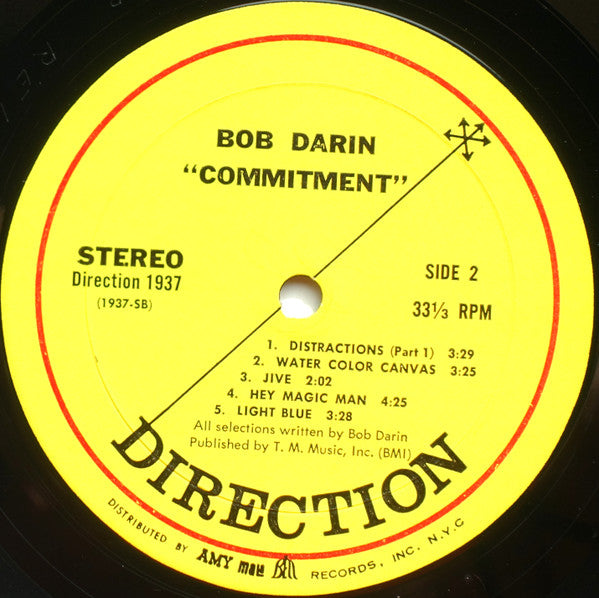 BOB DARIN
"COMMITMENT"
STEREO
Direction 1937
(1937-SB)
SIDE 2
33⅓ RPM
1. DISTRACTIONS (Part 1) 3:29
2. WATER COLOR CANVAS 3:25
3. JIVE 2:02
4. HEY MAGIC MAN 4:25
5. LIGHT BLUE 3:28
All selections written by Bob Darin
Published by T. M. Music, Inc. (BMI)
DIRECTION
DISTRIBUTED BY AMY mala Bell RECORDS, INC. N.Y.C